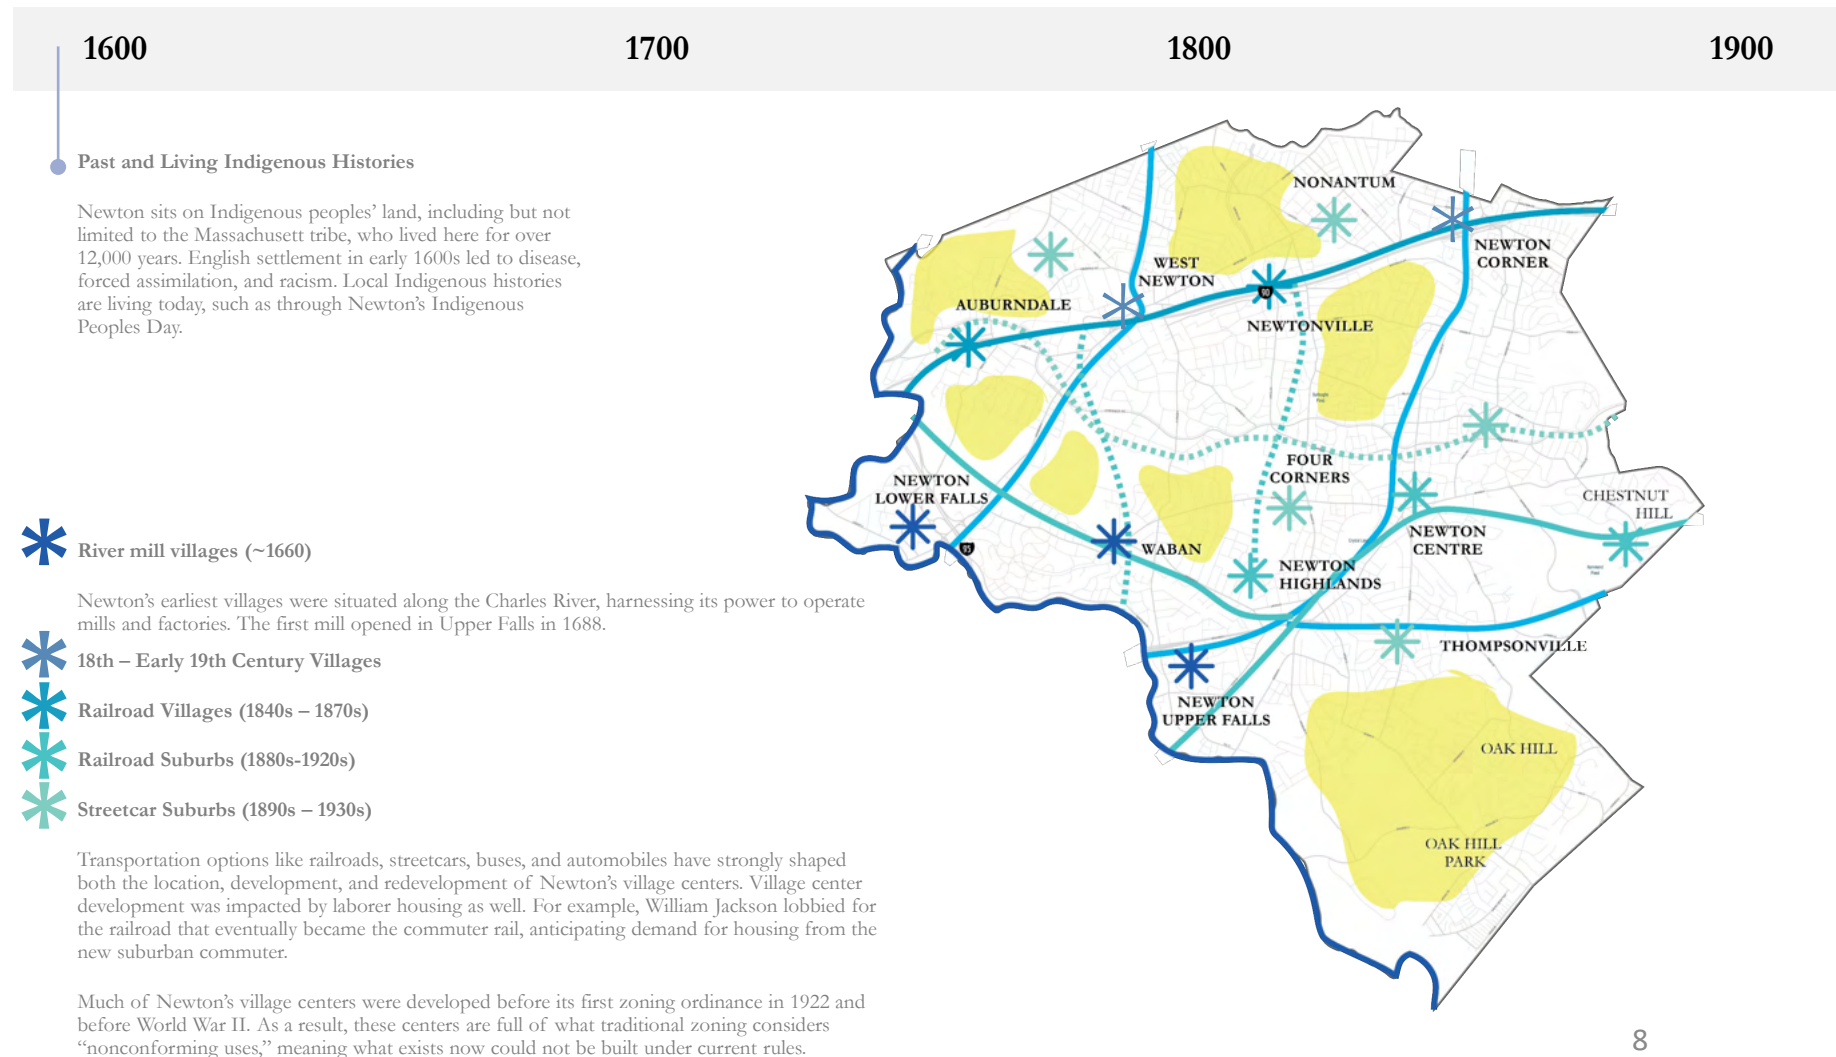 1600 1700 1800 1900
Past and Living Indigenous Histories
Newton sits on Indigenous peoples’ land, including but not
limited to the Massachusett tribe, who lived here for over
12,000 years. English settlement in early 1600s led to disease,
forced assimilation, and racism. Local Indigenous histories
are living today, such as through Newton’s Indigenous
Peoples Day.
River mill villages (~1660)
Newton’s earliest villages were situated along the Charles River, harnessing its power to operate
mills and factories. The first mill opened in Upper Falls in 1688.
18th – Early 19th Century Villages
Railroad Villages (1840s – 1870s)
Railroad Suburbs (1880s-1920s)
Streetcar Suburbs (1890s – 1930s)
Transportation options like railroads, streetcars, buses, and automobiles have strongly shaped
both the location, development, and redevelopment of Newton’s village centers. Village center
development was impacted by laborer housing as well. For example, William Jackson lobbied for
the railroad that eventually became the commuter rail, anticipating demand for housing from the
new suburban commuter.
Much of Newton’s village centers were developed before its first zoning ordinance in 1922 and
before World War II. As a result, these centers are full of what traditional zoning considers
“nonconforming uses,” meaning what exists now could not be built under current rules.
NONANTUM
NEWTON
CORNER
WEST
NEWTON
AUBURNDALE
90
NEWTONVILLE
FOUR
CORNERS
NEWTON
LOWER FALLS
CHESTNUT
HILL
NEWTON
CENTRE
95
WABAN
NEWTON
HIGHLANDS
THOMPSONVILLE
NEWTON
UPPER FALLS
OAK HILL
OAK HILL
PARK
8